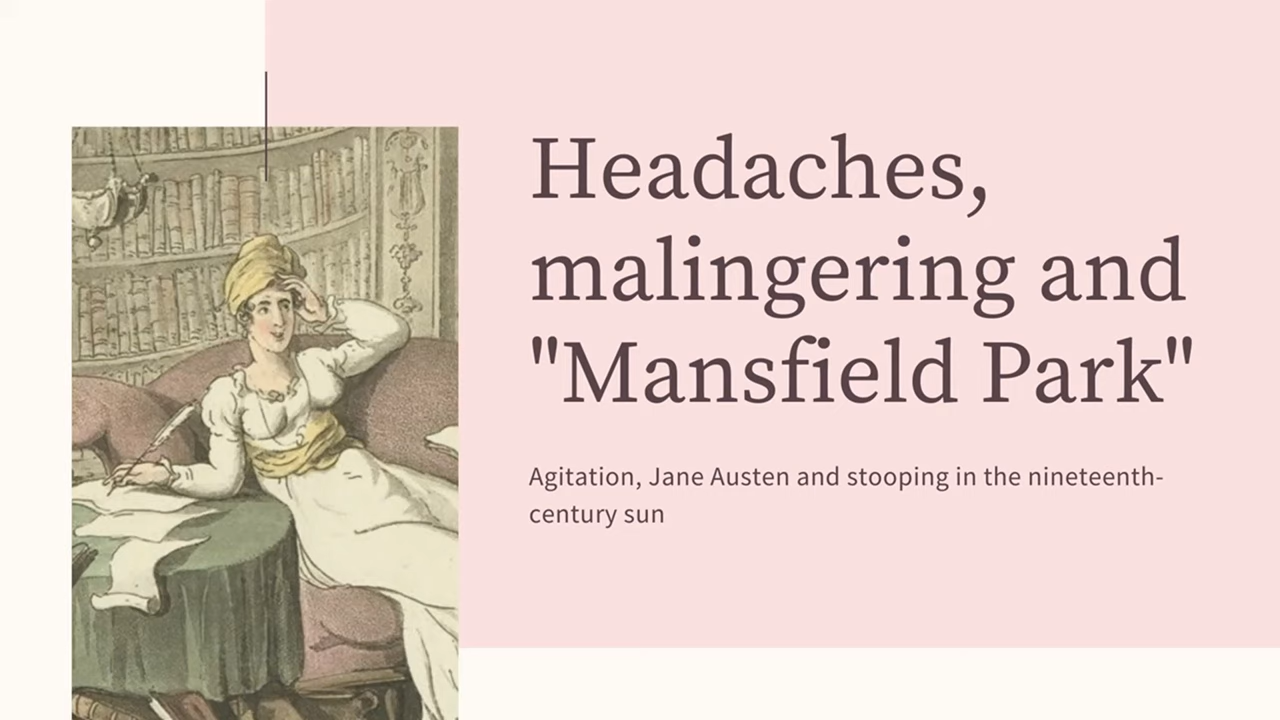 Headaches,
malingering and
"Mansfield Park"
Agitation, Jane Austen and stooping in the nineteenth-
century sun